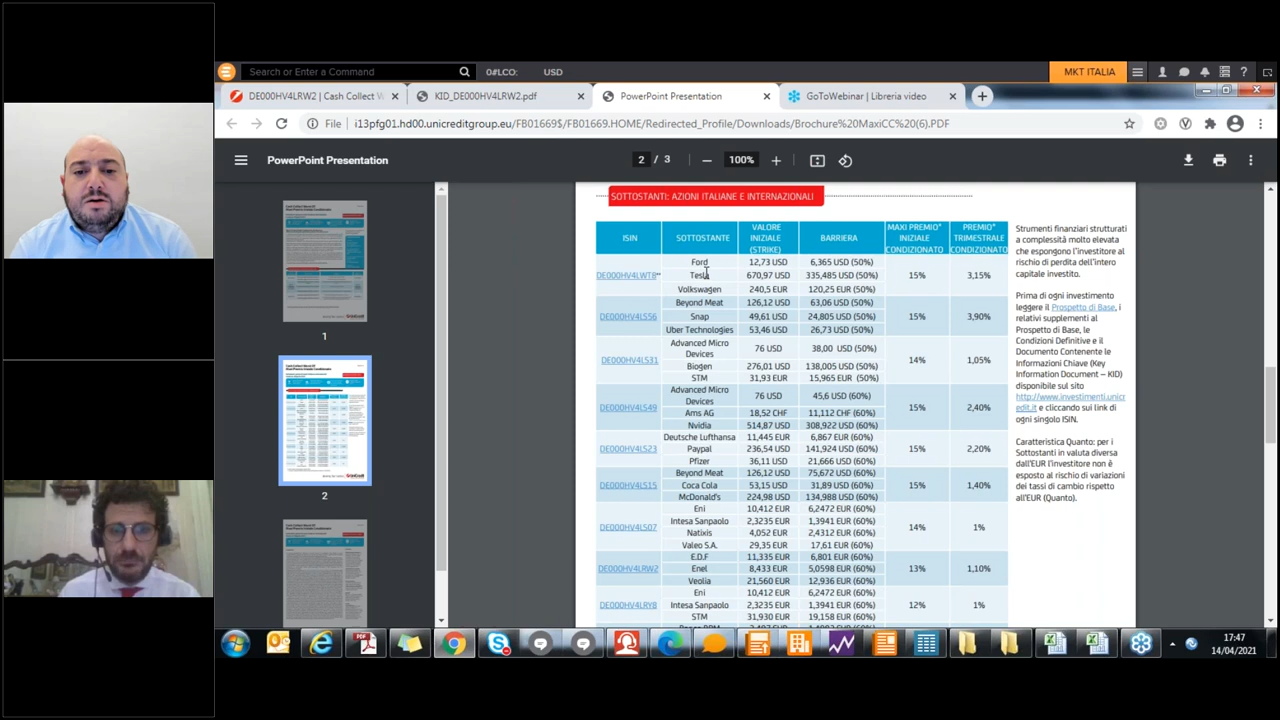 Search or Enter a Command
0#LCO:
USD
MKT ITALIA
DE000HV4LRW2 | Cash Collect W
KID_DE000HV4LRW2.pdf
PowerPoint Presentation
GoToWebinar | Libreria video
File
i13pfg01.hd00.unicreditgroup.eu/FB01669$/FB01669.HOME/Redirected_Profile/Downloads/Brochure%20MaxiCC%20(6).PDF
PowerPoint Presentation
2 / 3
100%
1
2
SOTTOSTANTI: AZIONI ITALIANE E INTERNAZIONALI
ISIN
SOTTOSTANTE
VALORE INIZIALE (STRIKE)
BARRIERA
MAXI PREMIO* INIZIALE CONDIZIONATO
PREMIO* TRIMESTRALE CONDIZIONATO
DE000HV4LWT8**
Ford 12,73 USD 6,365 USD (50%)
Tesla 670,97 USD 335,485 USD (50%)
Volkswagen 240,5 EUR 120,25 EUR (50%)
15% 3,15%
DE000HV4LS56
Beyond Meat 126,12 USD 63,06 USD (50%)
Snap 49,61 USD 24,805 USD (50%)
Uber Technologies 53,46 USD 26,73 USD (50%)
15% 3,90%
DE000HV4LS31
Advanced Micro Devices 76 USD 38,00 USD (50%)
Biogen 276,01 USD 138,005 USD (50%)
STM 31,93 EUR 15,965 EUR (50%)
14% 1,05%
DE000HV4LS49
Advanced Micro Devices 76 USD 45,6 USD (60%)
Ams AG 18,52 CHF 11,112 CHF (60%)
Nvidia 514,87 USD 308,922 USD (60%)
15% 2,40%
DE000HV4LS23
Deutsche Lufthansa 11,445 EUR 6,867 EUR (60%)
Paypal 236,54 USD 141,924 USD (60%)
Pfizer 36,11 USD 21,666 USD (60%)
15% 2,20%
DE000HV4LS15
Beyond Meat 126,12 USD 75,672 USD (60%)
Coca Cola 53,15 USD 31,89 USD (60%)
McDonald's 224,98 USD 134,988 USD (60%)
15% 1,40%
DE000HV4LS07
Eni 10,412 EUR 6,2472 EUR (60%)
Intesa Sanpaolo 2,3235 EUR 1,3941 EUR (60%)
Natixis 4,052 EUR 2,4312 EUR (60%)
Valeo S.A. 29,35 EUR 17,61 EUR (60%)
14% 1%
DE000HV4LRW2
E.D.F 11,335 EUR 6,801 EUR (60%)
Enel 8,433 EUR 5,0598 EUR (60%)
Veolia 21,560 EUR 12,936 EUR (60%)
13% 1,10%
DE000HV4LRY8
Eni 10,412 EUR 6,2472 EUR (60%)
Intesa Sanpaolo 2,3235 EUR 1,3941 EUR (60%)
STM 31,930 EUR 19,158 EUR (60%)
12% 1%
Strumenti finanziari strutturati
a complessità molto elevata
che espongono l'investitore al
rischio di perdita dell'intero
capitale investito.
Prima di ogni investimento
leggere il Prospetto di Base, i
relativi supplementi al
Prospetto di Base, le
Condizioni Definitive e il
Documento Contenente le
Informazioni Chiave (Key
Information Document – KID)
disponibile sul sito
http://www.investimenti.unicr
edit.it e cliccando sui link di
ogni singolo ISIN.
Caratteristica Quanto: per i
Sottostanti in valuta diversa
dall'EUR l'investitore non è
esposto al rischio di variazioni
dei tassi di cambio rispetto
all'EUR (Quanto).
17:47
14/04/2021